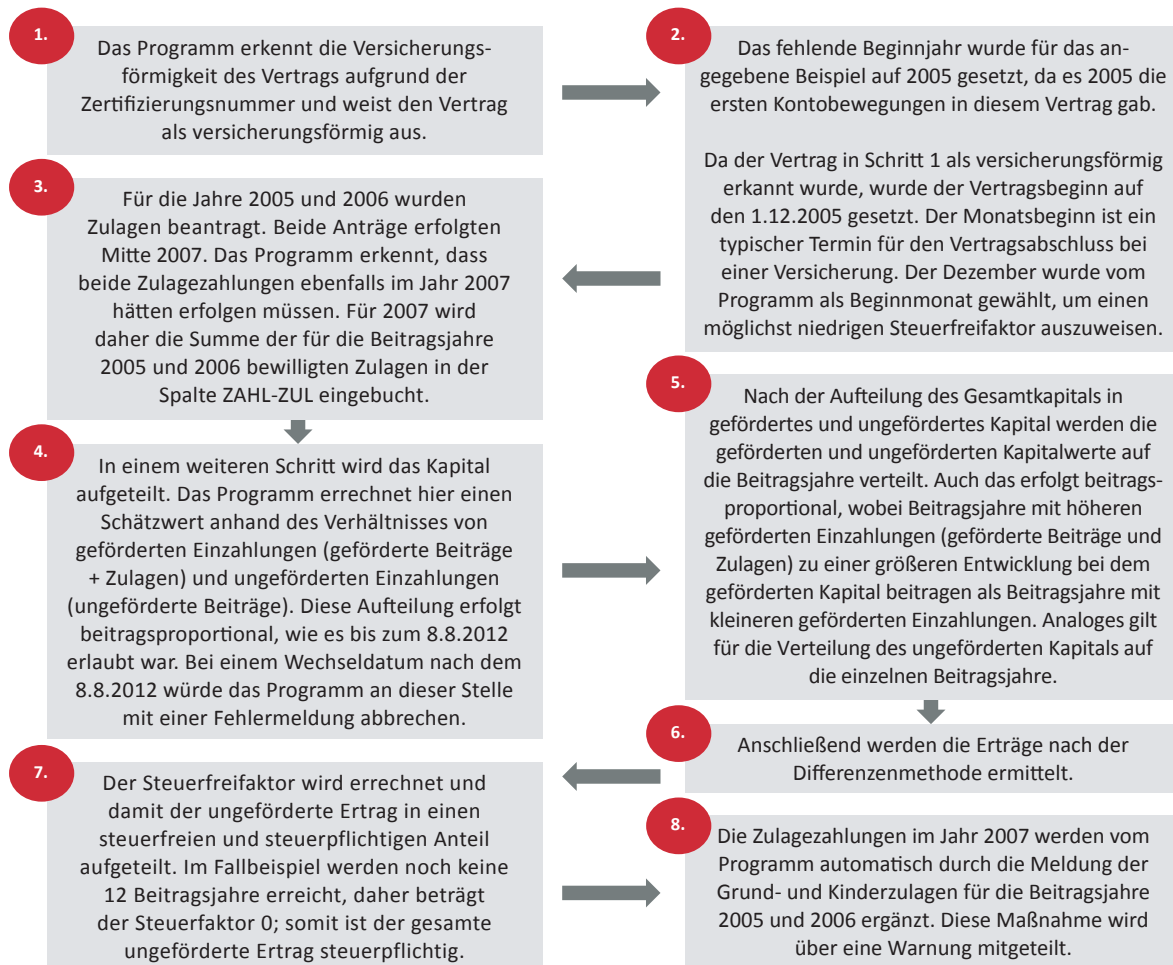 1.
Das Programm erkennt die Versicherungs-
förmigkeit des Vertrags aufgrund der
Zertifizierungsnummer und weist den Vertrag
als versicherungsförmig aus.
2.
Das fehlende Beginnjahr wurde für das an-
gegebene Beispiel auf 2005 gesetzt, da es 2005 die
ersten Kontobewegungen in diesem Vertrag gab.
Da der Vertrag in Schritt 1 als versicherungsförmig
erkannt wurde, wurde der Vertragsbeginn auf
den 1.12.2005 gesetzt. Der Monatsbeginn ist ein
typischer Termin für den Vertragsabschluss bei
einer Versicherung. Der Dezember wurde vom
Programm als Beginnmonat gewählt, um einen
möglichst niedrigen Steuerfreifaktor auszuweisen.
3.
Für die Jahre 2005 und 2006 wurden
Zulagen beantragt. Beide Anträge erfolgten
Mitte 2007. Das Programm erkennt, dass
beide Zulagezahlungen ebenfalls im Jahr 2007
hätten erfolgen müssen. Für 2007 wird
daher die Summe der für die Beitragsjahre
2005 und 2006 bewilligten Zulagen in der
Spalte ZAHL-ZUL eingebucht.
4.
In einem weiteren Schritt wird das Kapital
aufgeteilt. Das Programm errechnet hier einen
Schätzwert anhand des Verhältnisses von
geförderten Einzahlungen (geförderte Beiträge
+ Zulagen) und ungeförderten Einzahlungen
(ungeförderte Beiträge). Diese Aufteilung erfolgt
beitragsproportional, wie es bis zum 8.8.2012
erlaubt war. Bei einem Wechseldatum nach dem
8.8.2012 würde das Programm an dieser Stelle
mit einer Fehlermeldung abbrechen.
5.
Nach der Aufteilung des Gesamtkapitals in
gefördertes und ungefördertes Kapital werden die
geförderten und ungeförderten Kapitalwerte auf
die Beitragsjahre verteilt. Auch das erfolgt beitrags-
proportional, wobei Beitragsjahre mit höheren
geförderten Einzahlungen (geförderte Beiträge und
Zulagen) zu einer größeren Entwicklung bei dem
geförderten Kapital beitragen als Beitragsjahre mit
kleineren geförderten Einzahlungen. Analoges gilt
für die Verteilung des ungeförderten Kapitals auf
die einzelnen Beitragsjahre.
6.
Anschließend werden die Erträge nach der
Differenzenmethode ermittelt.
7.
Der Steuerfreifaktor wird errechnet und
damit der ungeförderte Ertrag in einen
steuerfreien und steuerpflichtigen Anteil
aufgeteilt. Im Fallbeispiel werden noch keine
12 Beitragsjahre erreicht, daher beträgt
der Steuerfaktor 0; somit ist der gesamte
ungeförderte Ertrag steuerpflichtig.
8.
Die Zulagezahlungen im Jahr 2007 werden vom
Programm automatisch durch die Meldung der
Grund- und Kinderzulagen für die Beitragsjahre
2005 und 2006 ergänzt. Diese Maßnahme wird
über eine Warnung mitgeteilt.